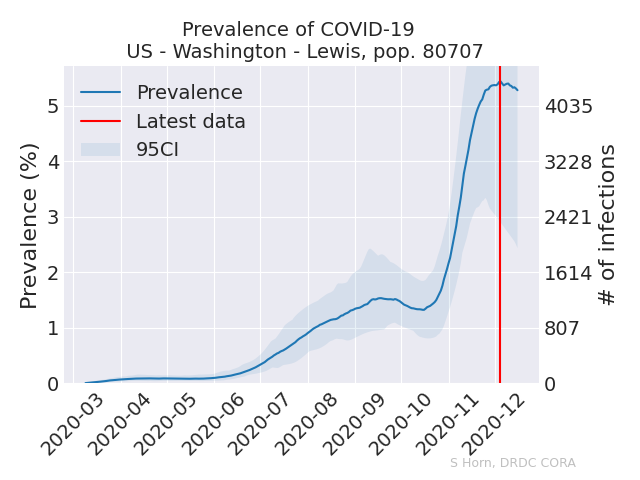 Prevalence of COVID-19
US - Washington - Lewis, pop. 80707
Prevalence
Latest data
95CI
Prevalence (%)
5
4
3
2
1
0
4035
3228
2421
1614
807
0
# of infections
2020-03
2020-04
2020-05
2020-06
2020-07
2020-08
2020-09
2020-10
2020-11
2020-12
S Horn, DRDC CORA